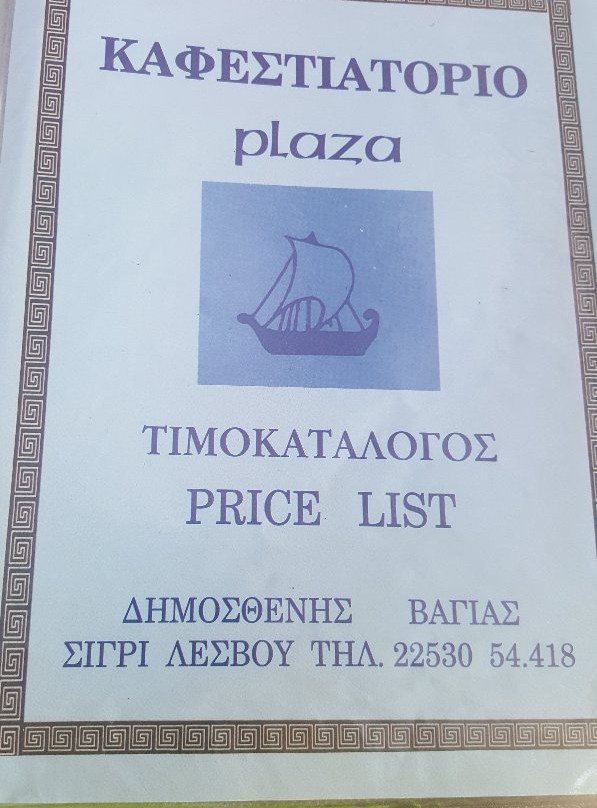 ΚΑΦΕΣΤΙΑΤΟΡΙΟ
plaza
ΤΙΜΟΚΑΤΑΛΟΓΟΣ
PRICE LIST
ΔΗΜΟΣΘΕΝΗΣ ΒΑΓΙΑΣ
ΣΙΓΡΙ ΛΕΣΒΟΥ ΤΗΛ. 22530 54.418